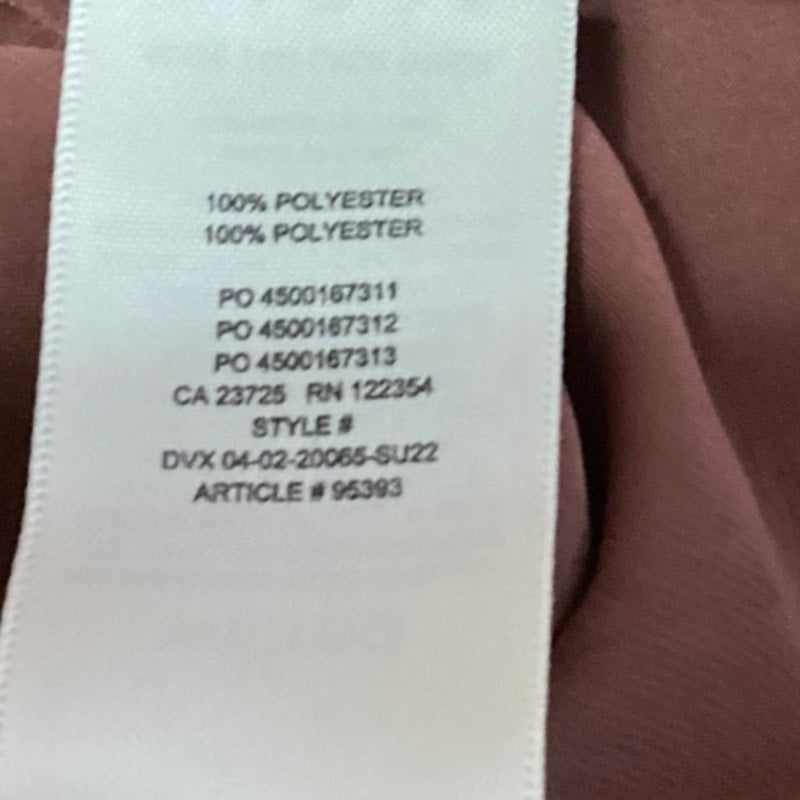 100% POLYESTER
100% POLYESTER
PO 4500167311
PO 4500167312
PO 4500167313
CA 23725 RN 122354
STYLE #
DVX 04-02-20065-SU22
ARTICLE # 95393